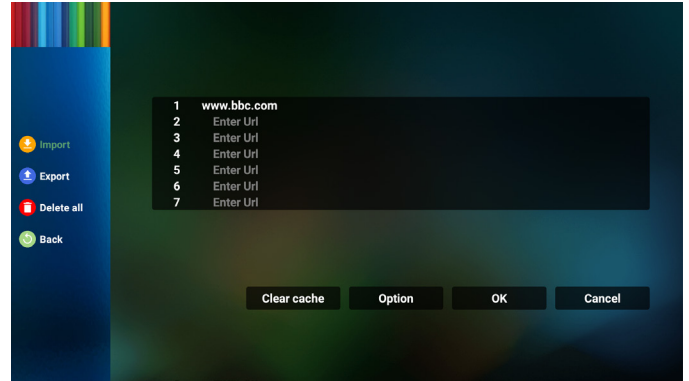 Import
Export
Delete all
Back
1 www.bbc.com
2 Enter Url
3 Enter Url
4 Enter Url
5 Enter Url
6 Enter Url
7 Enter Url
Clear cache Option OK Cancel